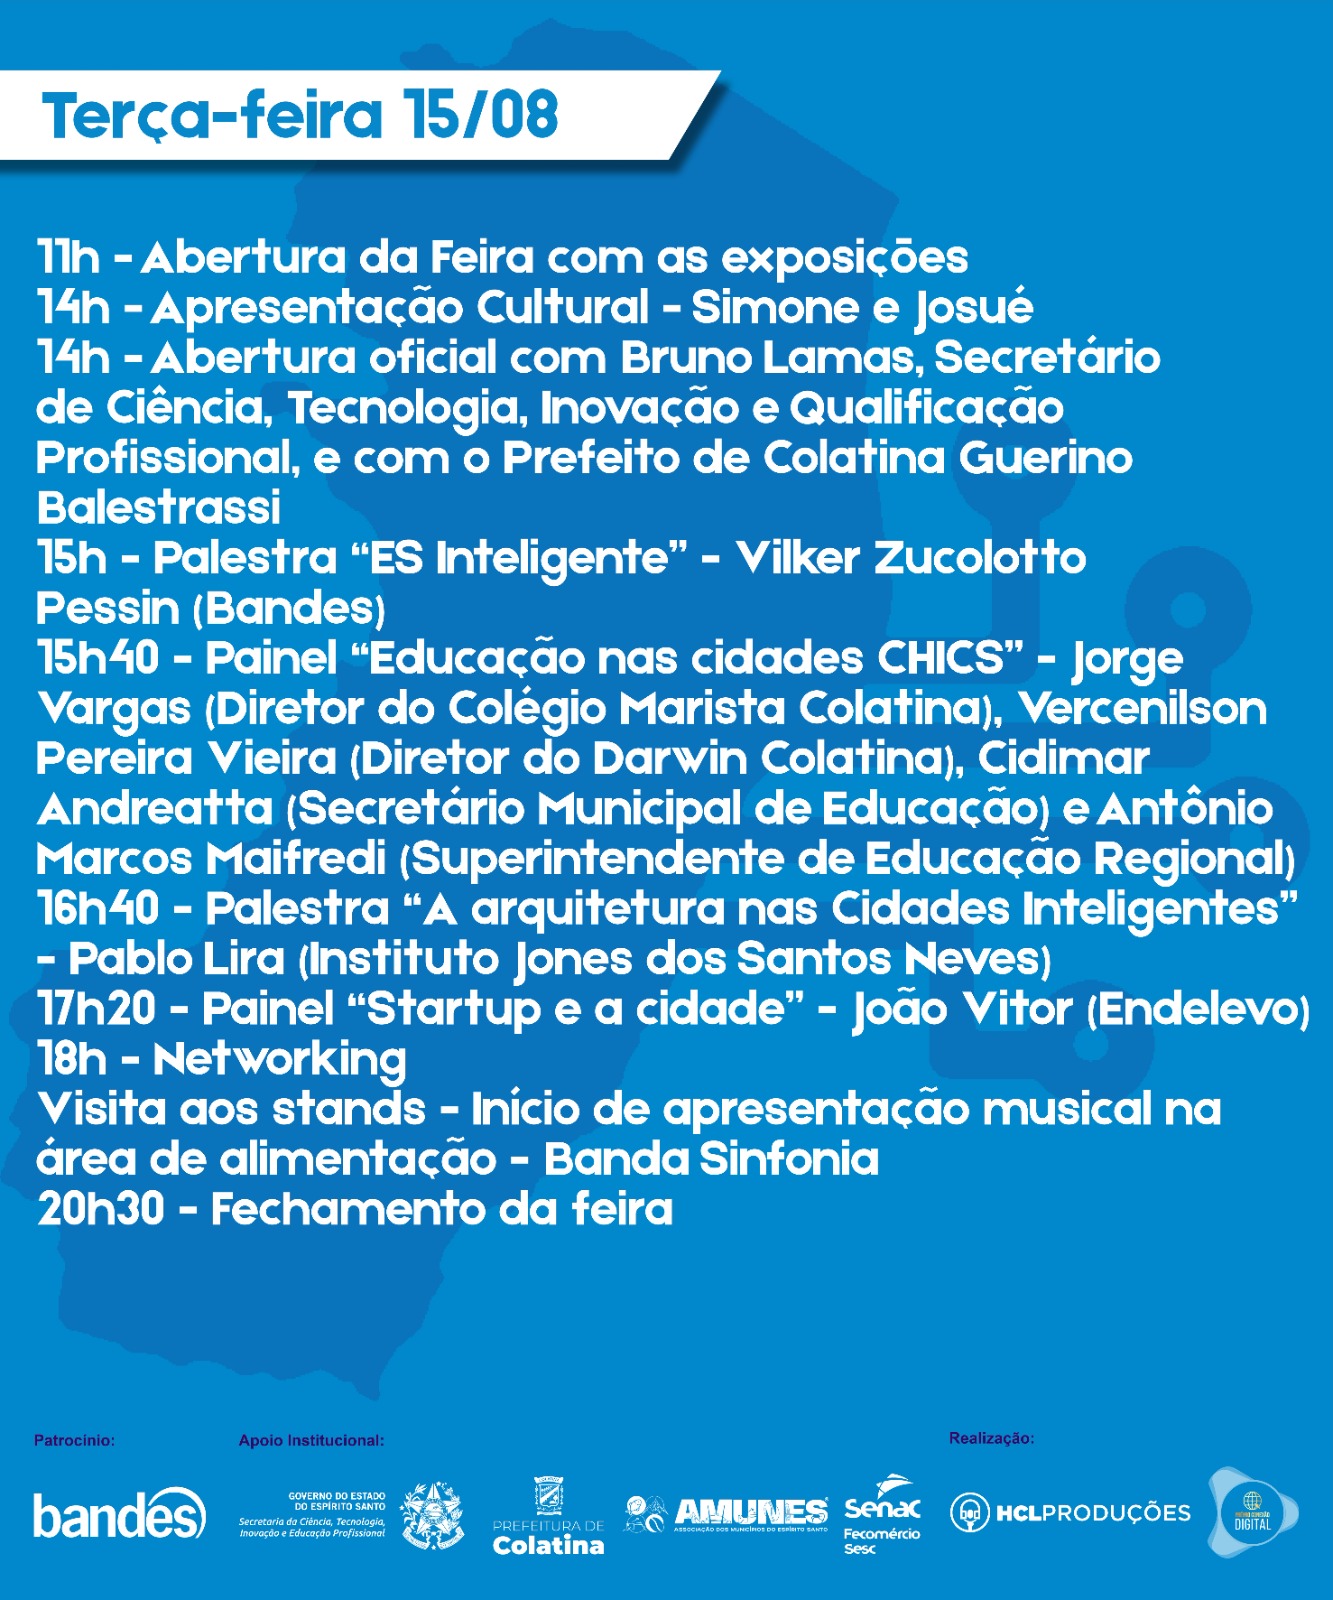 Terça-feira 15/08
11h - Abertura da Feira com as exposições
14h - Apresentação Cultural - Simone e Josué
14h - Abertura oficial com Bruno Lamas, Secretário
de Ciência, Tecnologia, Inovação e Qualificação
Profissional, e com o Prefeito de Colatina Guerino
Balestrassi
15h - Palestra “ES Inteligente” - Vilker Zucolotto
Pessin (Bandes)
15h40 - Painel “Educação nas cidades CHICS” - Jorge
Vargas (Diretor do Colégio Marista Colatina), Vercenilson
Pereira Vieira (Diretor do Darwin Colatina), Cidimar
Andreatta (Secretário Municipal de Educação) e Antônio
Marcos Maifredi (Superintendente de Educação Regional)
16h40 - Palestra “A arquitetura nas Cidades Inteligentes”
- Pablo Lira (Instituto Jones dos Santos Neves)
17h20 - Painel “Startup e a cidade” - João Vitor (Endelevo)
18h - Networking
Visita aos stands - Início de apresentação musical na
área de alimentação - Banda Sinfonia
20h30 - Fechamento da feira
Patrocínio:
Apoio Institucional:
Realização:
bandes
GOVERNO DO ESTADO
DO ESPÍRITO SANTO
Secretaria da Ciência, Tecnologia,
Inovação e Educação Profissional
PREFEITURA DE
Colatina
AMUNES
ASSOCIAÇÃO DOS MUNICÍPIOS DO ESPÍRITO SANTO
Senac
Fecomércio
Sesc
HCLPRODUÇÕES
DIGITAL